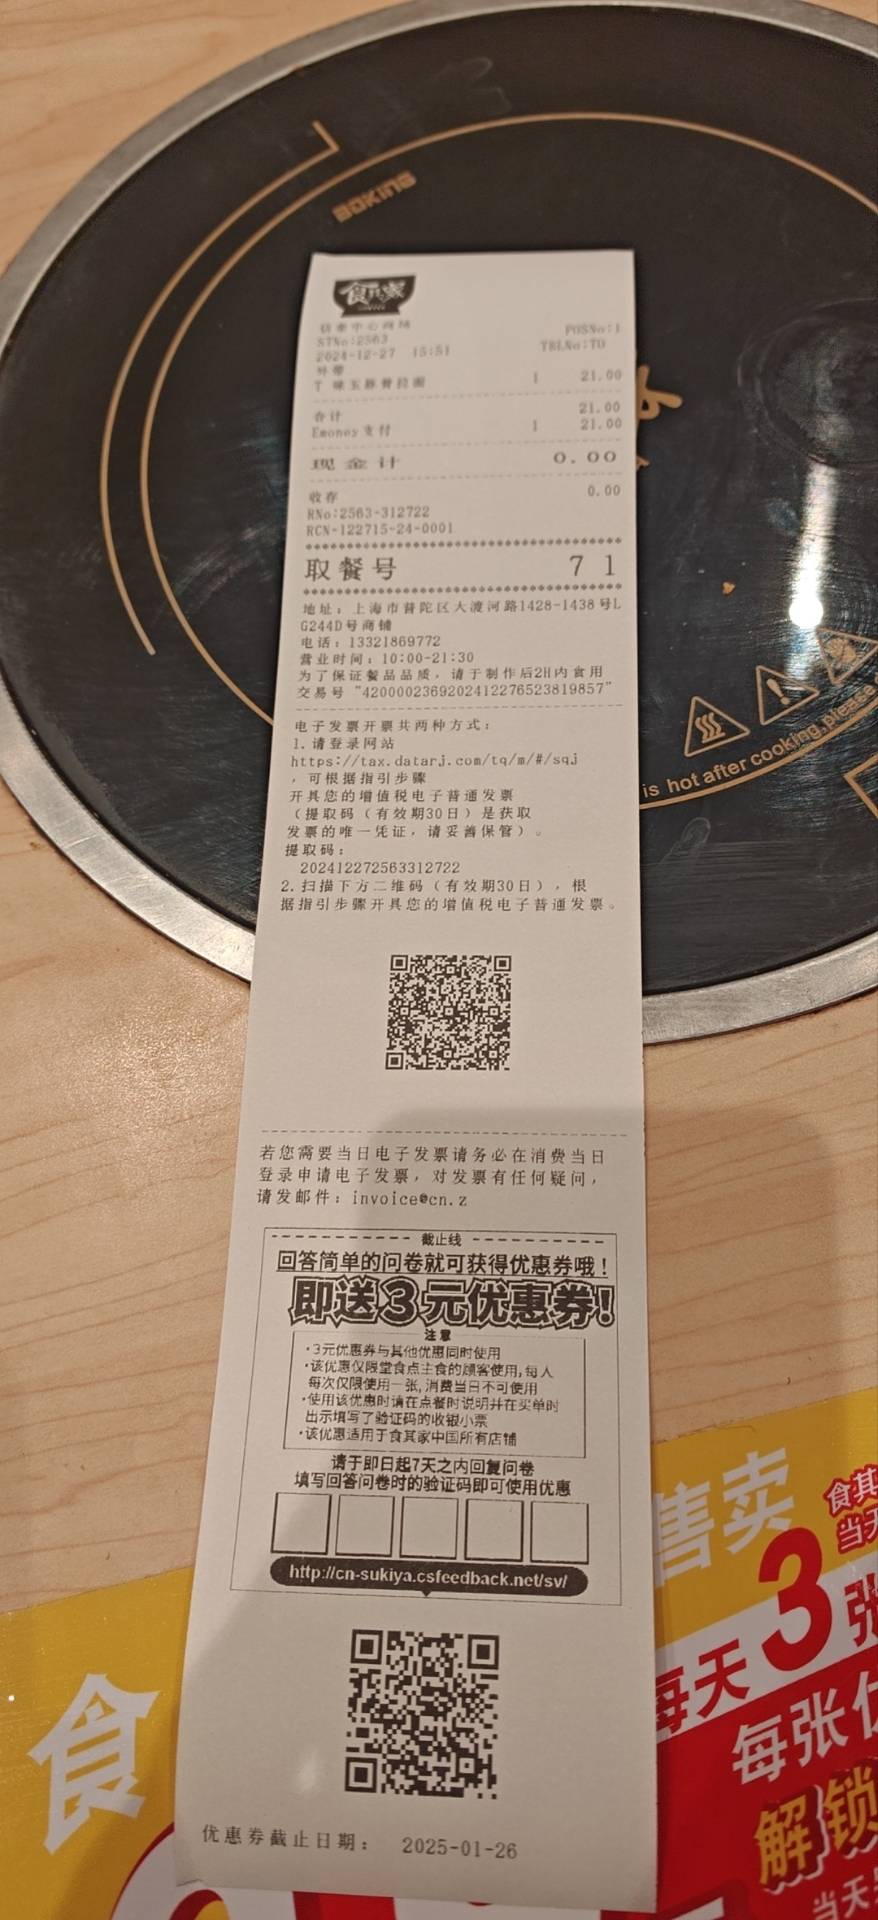 BOKING
食其家
信泰中心商场
STNo:2563 POSNo:1
2024-12-27 15:51 TBLNo:TO
外带
T 味玉豚骨拉面 1 21.00
合计 21.00
Emoney支付 1 21.00
现金计 0.00
收存 0.00
RNo:2563-312722
RCN-122715-24-0001
取餐号 71
地址：上海市普陀区大渡河路1428-1438号L
G244D号商铺
电话：13321869772
营业时间：10:00-21:30
为了保证餐品品质，请于制作后2H内食用
交易号"4200002369202412276523819857"
电子发票开票共两种方式：
1.请登录网站
https://tax.datarj.com/tq/m/#/sqj
，可根据指引步骤
开具您的增值税电子普通发票
（提取码（有效期30日）是获取
发票的唯一凭证，请妥善保管）。
提取码：
202412272563312722
2.扫描下方二维码（有效期30日），根
据指引步骤开具您的增值税电子普通发票。
若您需要当日电子发票请务必在消费当日
登录申请电子发票，对发票有任何疑问，
请发邮件：invoice@cn.z
截止线
回答简单的问卷就可获得优惠券哦！
即送3元优惠券!
注意
·3元优惠券与其他优惠同时使用
·该优惠仅限堂食点主食的顾客使用,每人
每次仅限使用一张,消费当日不可使用
·使用该优惠时请在点餐时说明并在买单时
出示填写了验证码的收银小票
·该优惠适用于食其家中国所有店铺
请于即日起7天之内回复问卷
填写回答问卷时的验证码即可使用优惠
http://cn-sukiya.csfeedback.net/sv/
优惠券截止日期： 2025-01-26
is hot after cooking,please
售卖
食其
当天
每天3张
每张
解锁
当天
食